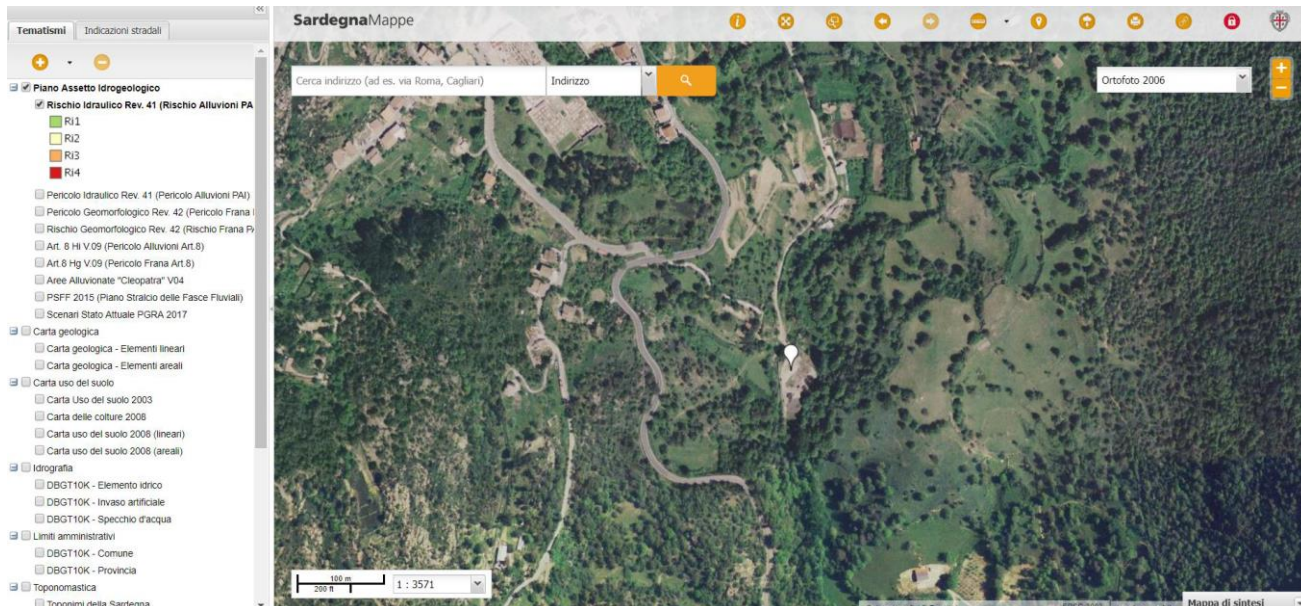 Tematismi
Indicazioni stradali
Piano Assetto Idrogeologico
Rischio Idraulico Rev. 41 (Rischio Alluvioni PA
Ri1
Ri2
Ri3
Ri4
Pericolo Idraulico Rev. 41 (Pericolo Alluvioni PAI)
Pericolo Geomorfologico Rev. 42 (Pericolo Frana
Rischio Geomorfologico Rev. 42 (Rischio Frana PA
Art. 8 Hi V.09 (Pericolo Alluvioni Art.8)
Art.8 Hg V.09 (Pericolo Frana Art.8)
Aree Alluvionate "Cleopatra" V04
PSFF 2015 (Piano Stralcio delle Fasce Fluviali)
Scenari Stato Attuale PGRA 2017
Carta geologica
Carta geologica - Elementi lineari
Carta geologica - Elementi areali
Carta uso del suolo
Carta Uso del suolo 2003
Carta delle colture 2008
Carta uso del suolo 2008 (lineari)
Carta uso del suolo 2008 (areali)
Idrografia
DBGT10K - Elemento idrico
DBGT10K - Invaso artificiale
DBGT10K - Specchio d'acqua
Limiti amministrativi
DBGT10K - Comune
DBGT10K - Provincia
Toponomastica
Toponimi della Sardegna
SardegnaMappe
Cerca indirizzo (ad es. via Roma, Cagliari)
Indirizzo
Ortofoto 2006
100 m
200 ft
1 : 3571
Mappa di sintesi